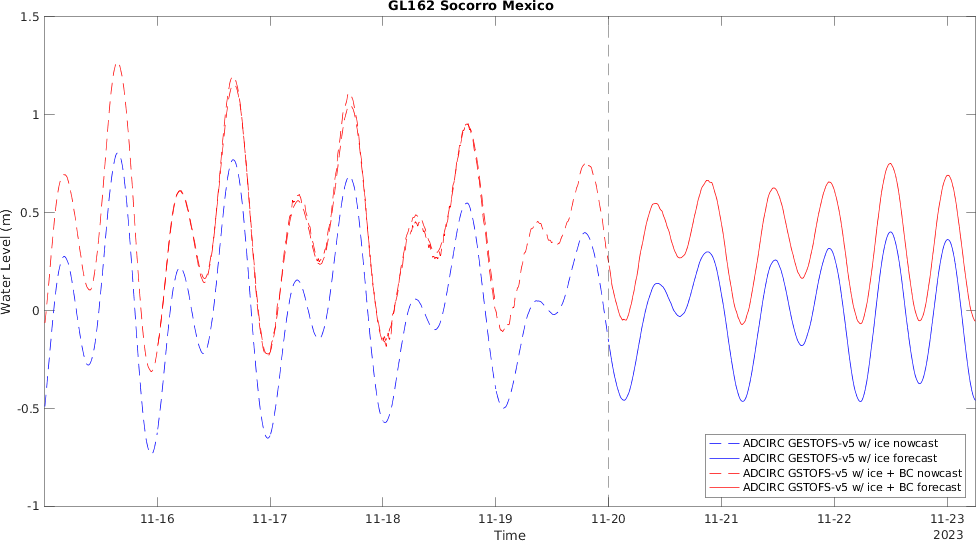 GL162 Socorro Mexico
1.5
1
0.5
0
-0.5
-1
Water Level (m)
11-16
11-17
11-18
11-19
11-20
11-21
11-22
11-23
2023
Time
ADCIRC GESTOFS-v5 w/ ice nowcast
ADCIRC GESTOFS-v5 w/ ice forecast
ADCIRC GSTOFS-v5 w/ ice + BC nowcast
ADCIRC GSTOFS-v5 w/ ice + BC forecast